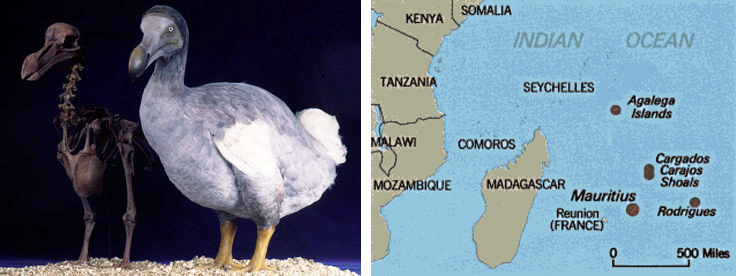 SOMALIA
KENYA
INDIAN OCEAN
TANZANIA
SEYCHELLES
Agalega
Islands
MALAWI
COMOROS
Cargados
Carajos
Shoals
MOZAMBIQUE
MADAGASCAR
Mauritius
Rodrigues
Reunion
(FRANCE)
0 500 Miles